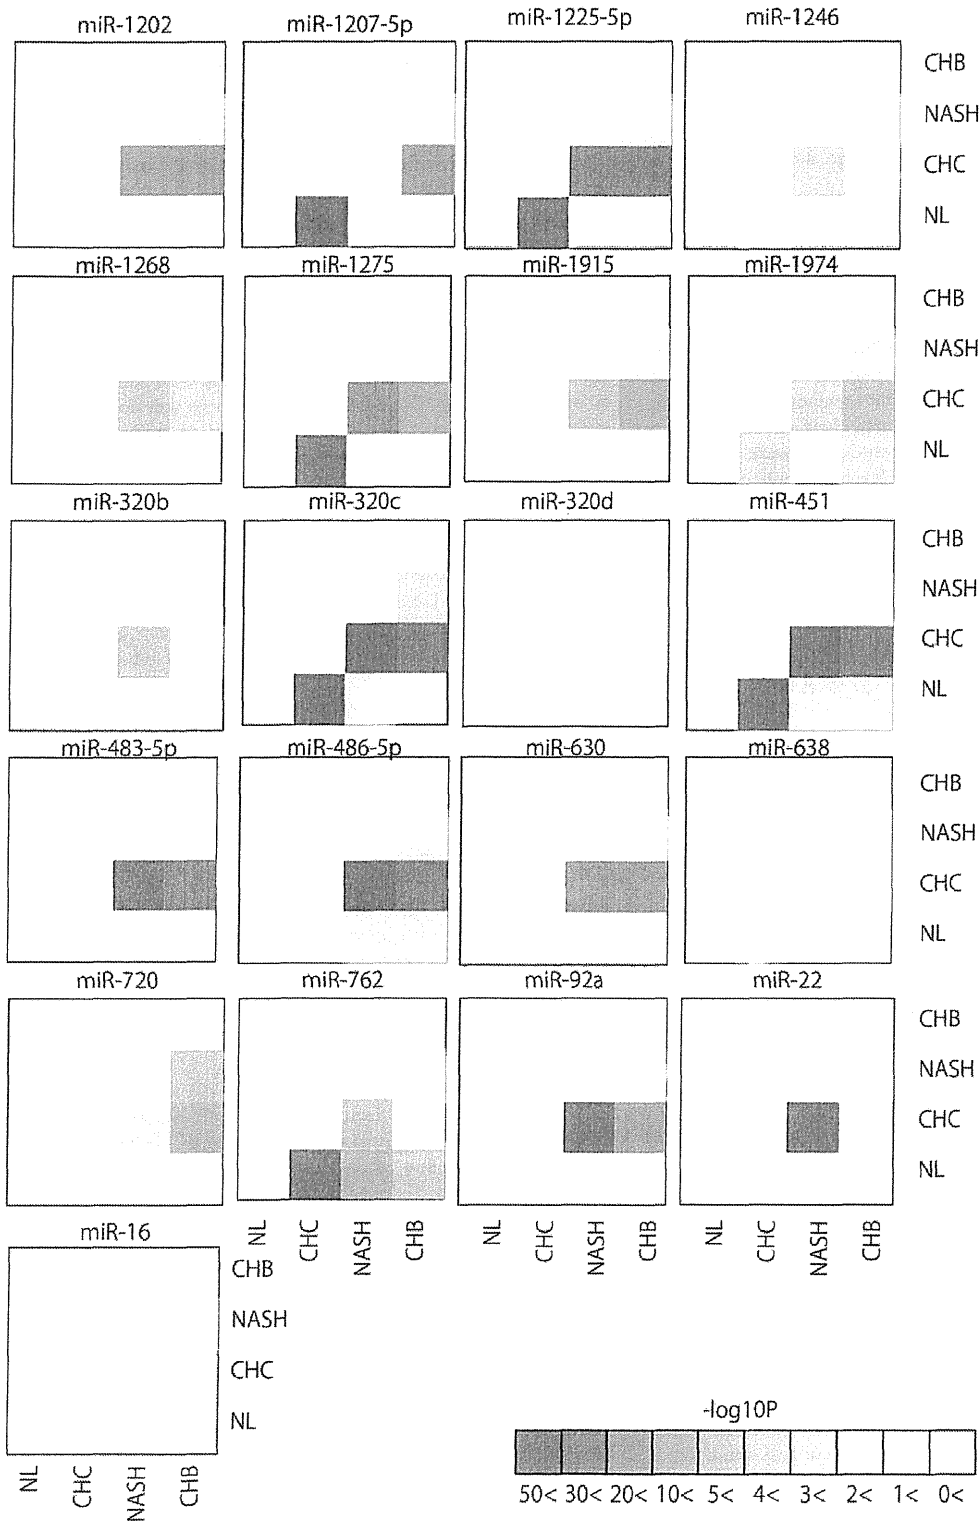 miR-1202 miR-1207-5p miR-1225-5p miR-1246
CHB
NASH
CHC
NL
miR-1268 miR-1275 miR-1915 miR-1974
CHB
NASH
CHC
NL
miR-320b miR-320c miR-320d miR-451
CHB
NASH
CHC
NL
miR-483-5p miR-486-5p miR-630 miR-638
CHB
NASH
CHC
NL
miR-720 miR-762 miR-92a miR-22
CHB
NASH
CHC
NL
NL CHC NASH CHB NL CHC NASH CHB NL CHC NASH CHB
miR-16
CHB
NASH
CHC
NL
NL CHC NASH CHB
-log10P
50< 30< 20< 10< 5< 4< 3< 2< 1< 0<